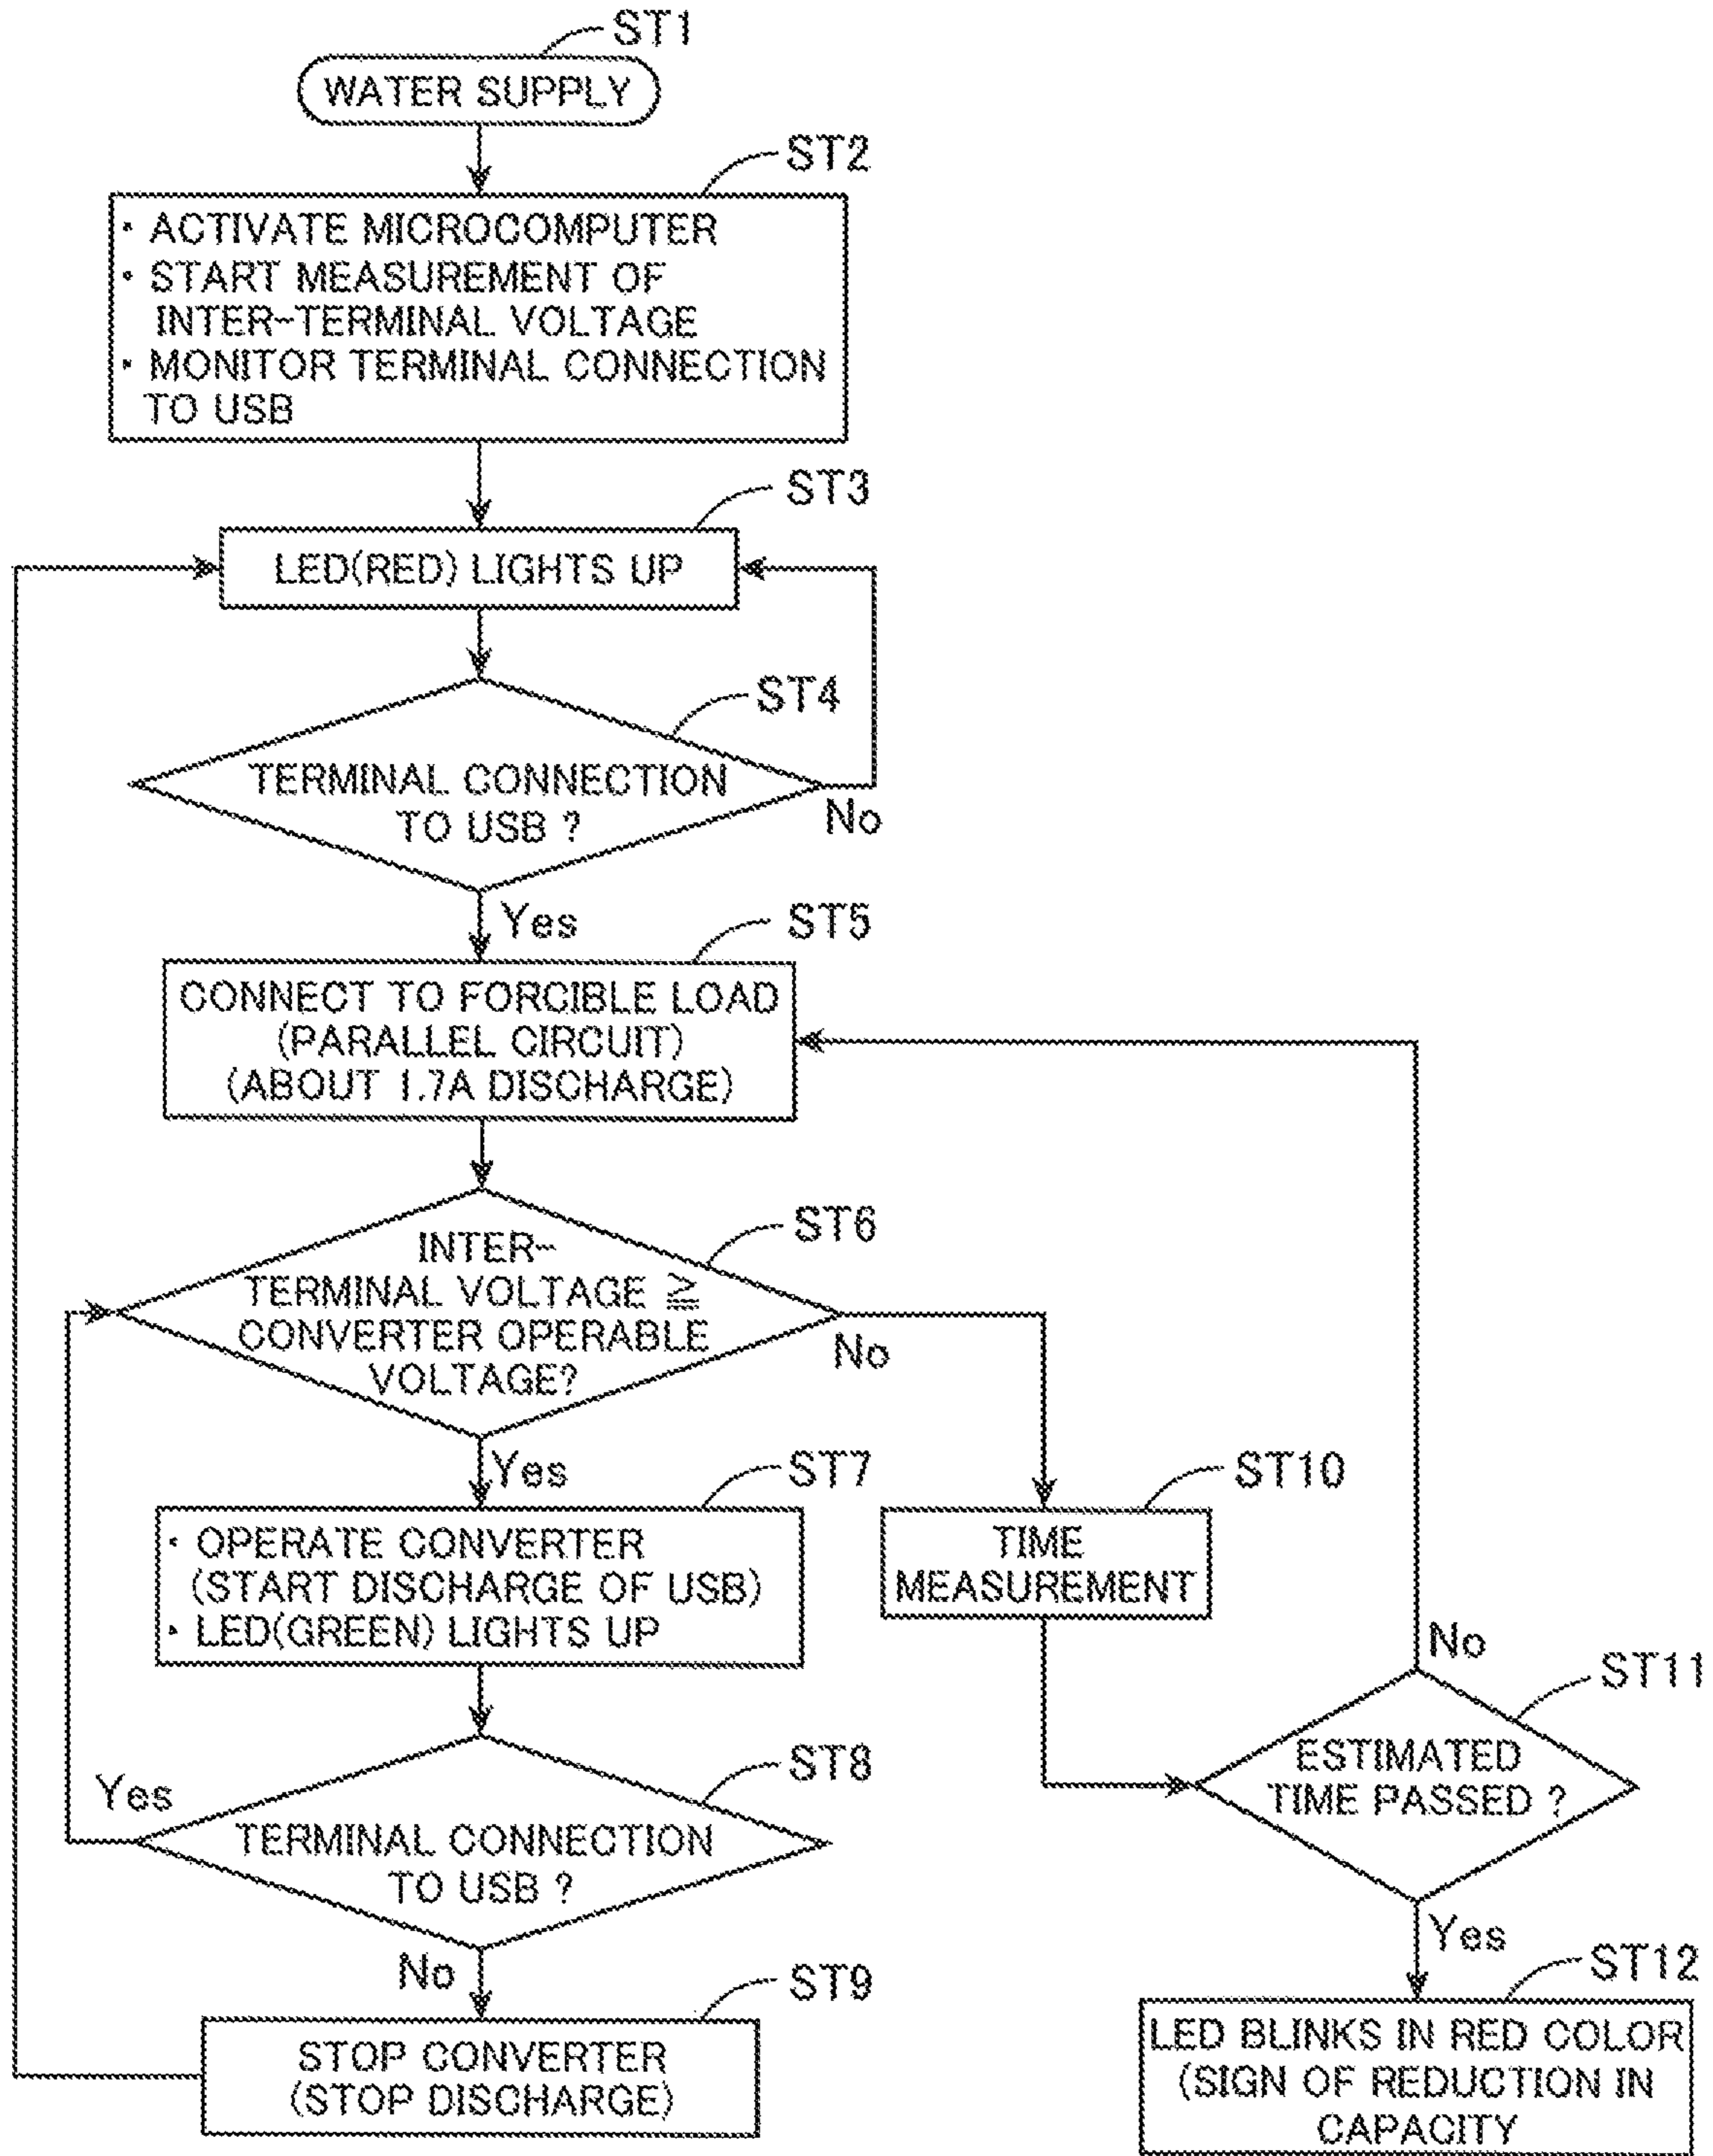 ST1
WATER SUPPLY
ST2
· ACTIVATE MICROCOMPUTER
· START MEASUREMENT OF
INTER-TERMINAL VOLTAGE
· MONITOR TERMINAL CONNECTION
TO USB
ST3
LED(RED) LIGHTS UP
ST4
TERMINAL CONNECTION
TO USB ?
No
Yes
ST5
CONNECT TO FORCIBLE LOAD
(PARALLEL CIRCUIT)
(ABOUT 1.7A DISCHARGE)
ST6
INTER-
TERMINAL VOLTAGE ≧
CONVERTER OPERABLE
VOLTAGE?
No
Yes
ST7
· OPERATE CONVERTER
(START DISCHARGE OF USB)
· LED(GREEN) LIGHTS UP
ST10
TIME
MEASUREMENT
No
ST11
ESTIMATED
TIME PASSED ?
ST8
Yes
TERMINAL CONNECTION
TO USB ?
No
Yes
ST9
STOP CONVERTER
(STOP DISCHARGE)
ST12
LED BLINKS IN RED COLOR
(SIGN OF REDUCTION IN
CAPACITY